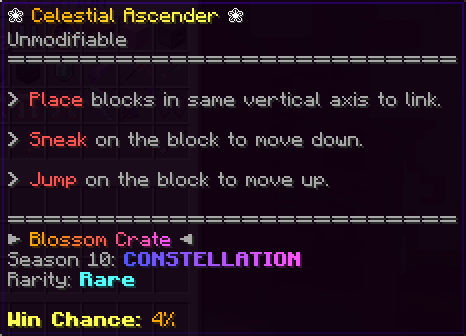 ❀ Celestial Ascender ❀
Unmodifiable
================================
> Place blocks in same vertical axis to link.
> Sneak on the block to move down.
> Jump on the block to move up.
================================
► Blossom Crate ◄
Season 10: CONSTELLATION
Rarity: Rare
Win Chance: 4%